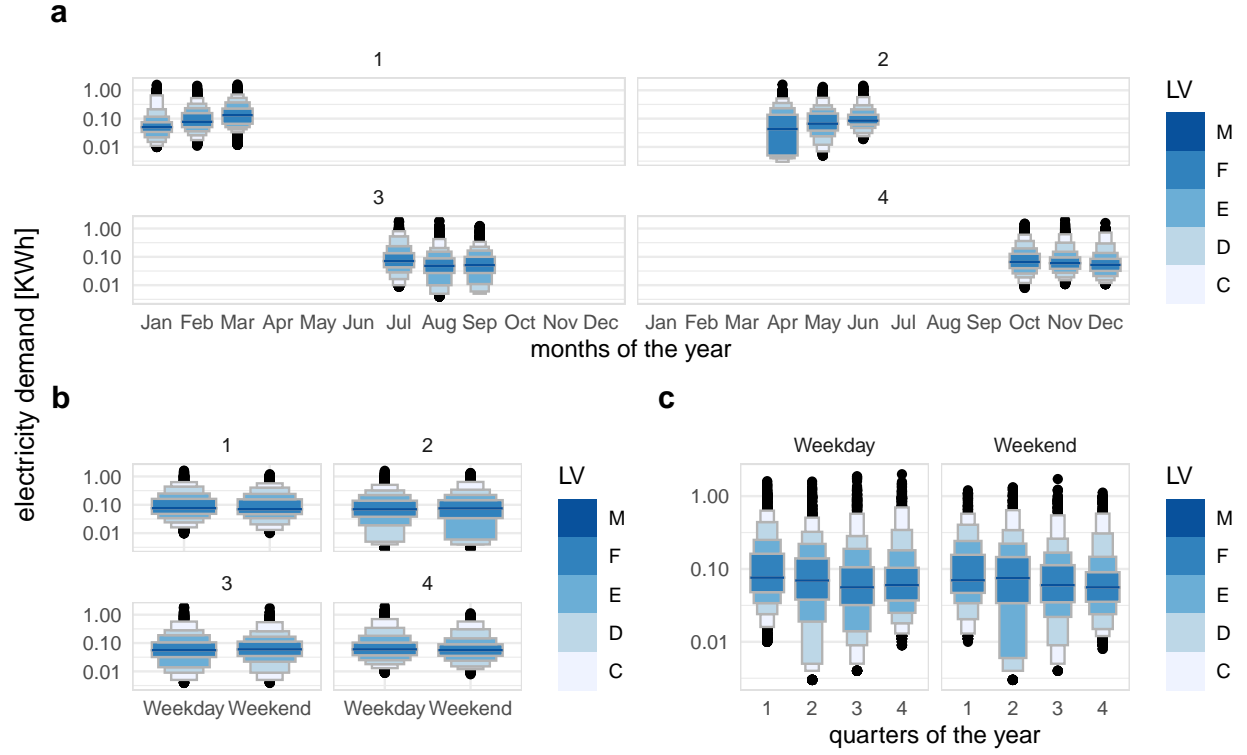 a
1 2
1.00
0.10
0.01
3 4
1.00
0.10
0.01
Jan Feb Mar Apr May Jun Jul Aug Sep Oct Nov Dec Jan Feb Mar Apr May Jun Jul Aug Sep Oct Nov Dec
months of the year
electricity demand [KWh]
LV
M
F
E
D
C
b
1 2
1.00
0.10
0.01
3 4
1.00
0.10
0.01
Weekday Weekend Weekday Weekend
LV
M
F
E
D
C
c
Weekday Weekend
1.00
0.10
0.01
1 2 3 4 1 2 3 4
quarters of the year
LV
M
F
E
D
C